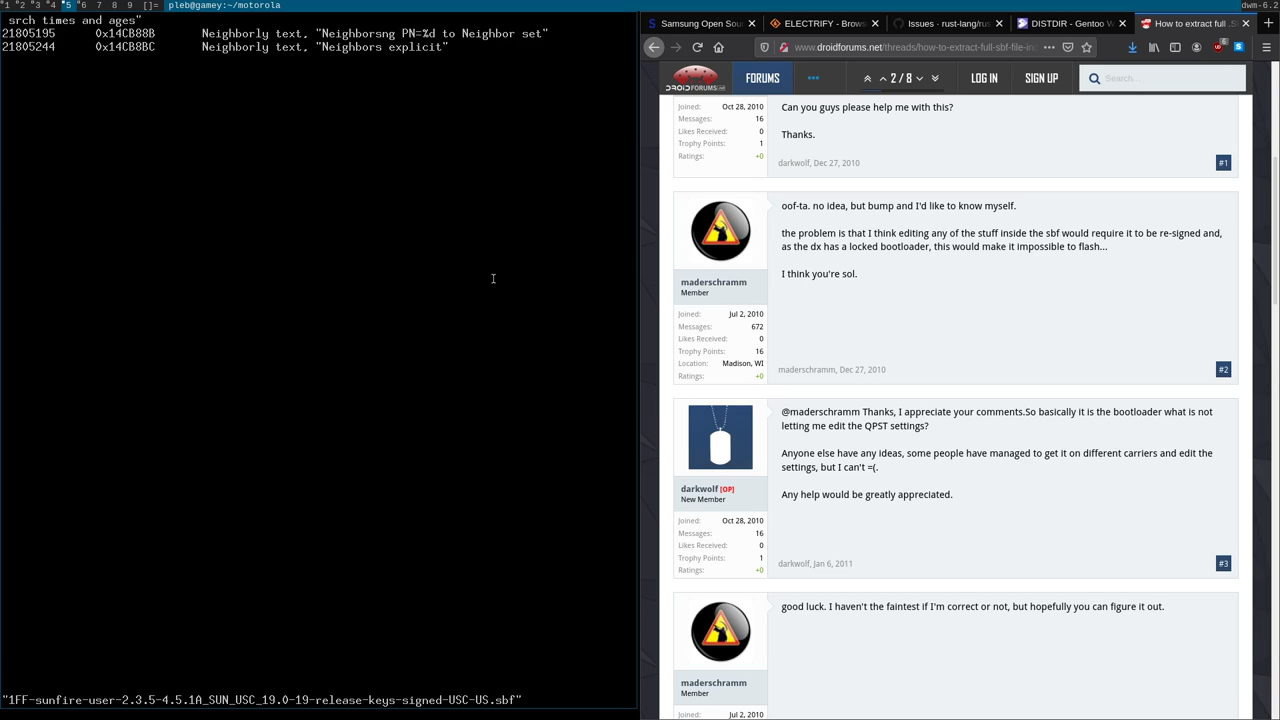 1 2 3 4 5 6 7 8 9 []= pleb@gamey:~/motorola
dwm-6.2
srch times and ages"
21805195 0x14CB88B Neighborly text, "Neighborsng PN=%d to Neighbor set"
21805244 0x14CB8BC Neighborly text, "Neighbors explicit"
"1FF-sunfire-user-2.3.5-4.5.1A_SUN_USC_19.0-19-release-keys-signed-USC-US.sbf"
Samsung Open Sou
ELECTRIFY - Brows
Issues - rust-lang/rus
DISTDIR - Gentoo W
How to extract full .S
www.droidforums.net/threads/how-to-extract-full-sbf-file-in
6
DROIDFORUMS.NET
FORUMS
2 / 8
LOG IN
SIGN UP
Search...
Joined: Oct 28, 2010
Messages: 16
Likes Received: 0
Trophy Points: 1
Ratings: +0
Can you guys please help me with this?
Thanks.
darkwolf, Dec 27, 2010
#1
maderschramm
Member
Joined: Jul 2, 2010
Messages: 672
Likes Received: 0
Trophy Points: 16
Location: Madison, WI
Ratings: +0
oof-ta. no idea, but bump and I'd like to know myself.
the problem is that I think editing any of the stuff inside the sbf would require it to be re-signed and,
as the dx has a locked bootloader, this would make it impossible to flash...
I think you're sol.
maderschramm, Dec 27, 2010
#2
darkwolf [OP]
New Member
Joined: Oct 28, 2010
Messages: 16
Likes Received: 0
Trophy Points: 1
Ratings: +0
@maderschramm Thanks, I appreciate your comments.So basically it is the bootloader what is not
letting me edit the QPST settings?
Anyone else have any ideas, some people have managed to get it on different carriers and edit the
settings, but I can't =(.
Any help would be greatly appreciated.
darkwolf, Jan 6, 2011
#3
maderschramm
Member
Joined: Jul 2, 2010
good luck. I haven't the faintest if I'm correct or not, but hopefully you can figure it out.